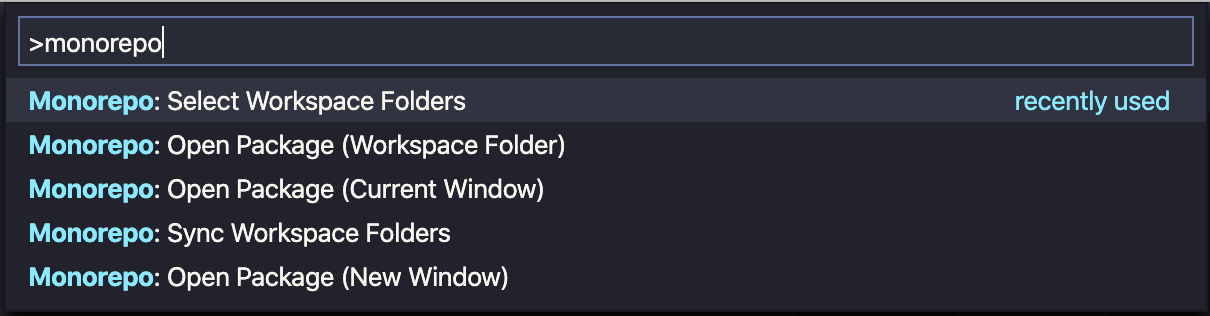 >monorepo
Monorepo: Select Workspace Folders recently used
Monorepo: Open Package (Workspace Folder)
Monorepo: Open Package (Current Window)
Monorepo: Sync Workspace Folders
Monorepo: Open Package (New Window)